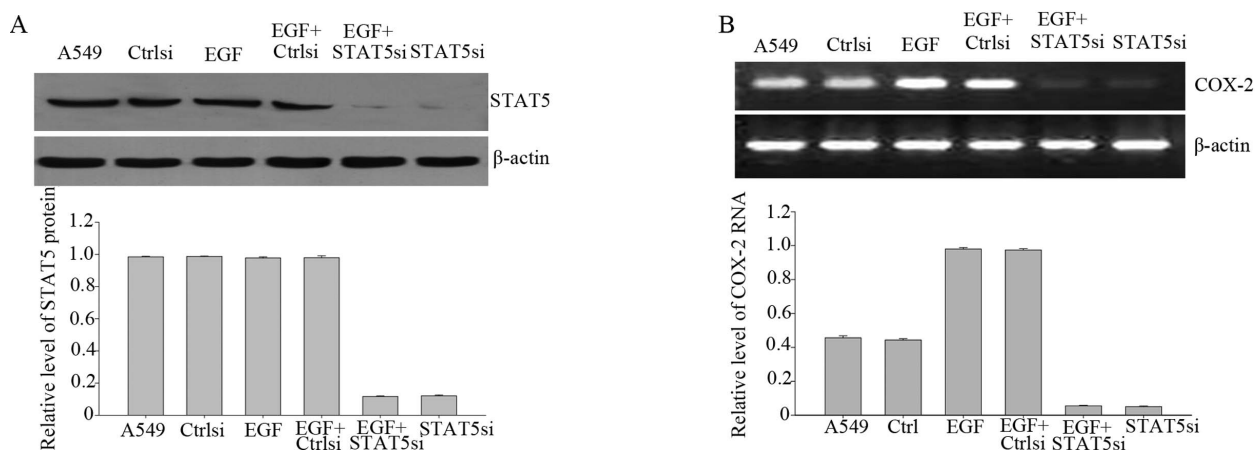 A
A549 Ctrlsi EGF EGF+ Ctrlsi EGF+ STAT5si STAT5si
STAT5
β-actin
Relative level of STAT5 protein
1.2
1.0
0.8
0.6
0.4
0.2
0
A549 Ctrlsi EGF EGF+ Ctrlsi EGF+ STAT5si STAT5si
B
A549 Ctrlsi EGF EGF+ Ctrlsi EGF+ STAT5si STAT5si
COX-2
β-actin
Relative level of COX-2 RNA
1.2
1.0
0.8
0.6
0.4
0.2
0
A549 Ctrl EGF EGF+ Ctrlsi EGF+ STAT5si STAT5si